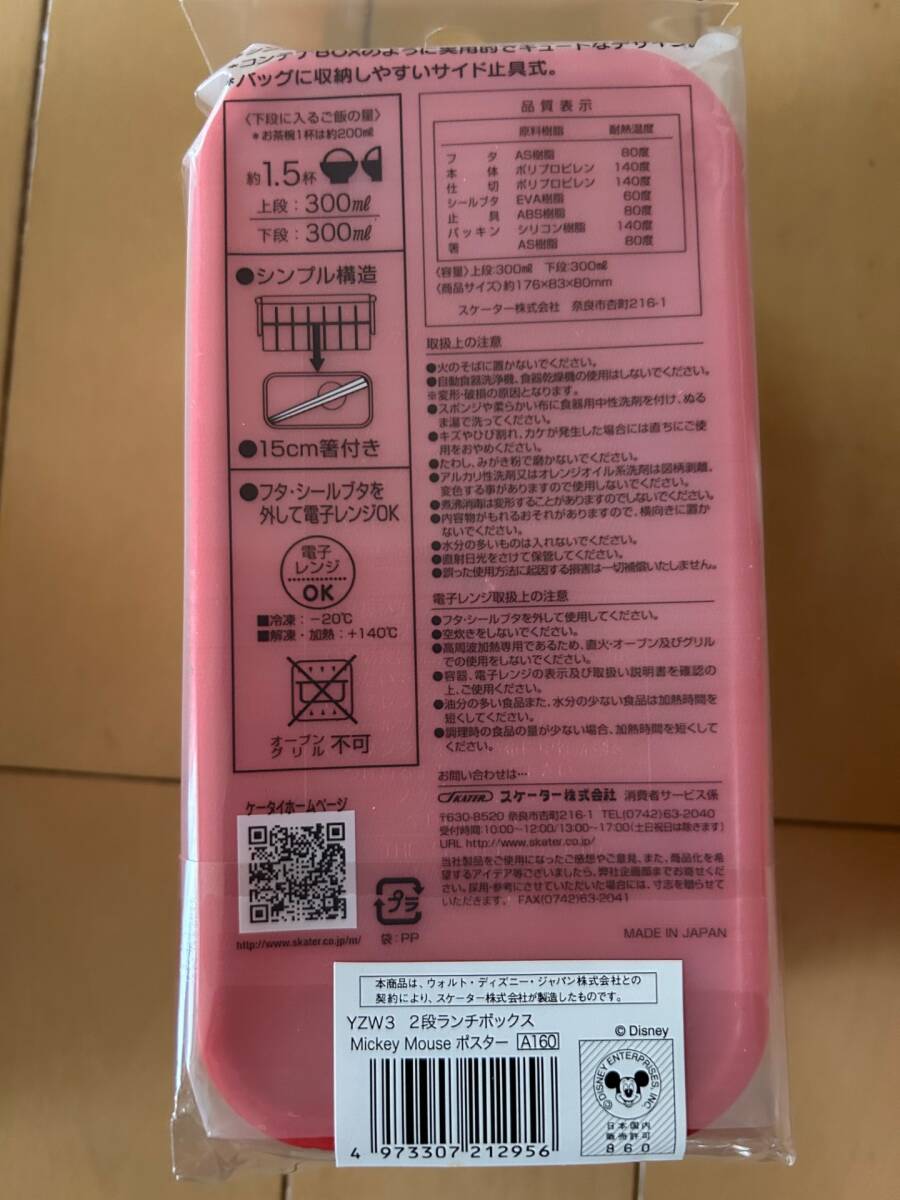 *コンテナBOXのように実用的でキュートなデザイン。
*バッグに収納しやすいサイド止具式。
〈下段に入るご飯の量〉
*お茶碗1杯は約200㎖
約1.5杯
上段：300㎖
下段：300㎖
●シンプル構造
●15cm箸付き
●フタ・シールブタを
外して電子レンジOK
電子
レンジ
OK
■冷凍：−20℃
■解凍・加熱：+140℃
オーブン
グリル 不可
ケータイホームページ
http://www.skater.co.jp/m/
プラ
袋：PP
品質表示
原料樹脂 耐熱温度
フタ AS樹脂 80度
本体 ポリプロピレン 140度
仕切 ポリプロピレン 140度
シールブタ EVA樹脂 60度
止具 ABS樹脂 80度
パッキン シリコン樹脂 140度
箸 AS樹脂 80度
〈容量〉上段:300㎖ 下段:300㎖
〈商品サイズ〉約176×83×80mm
スケーター株式会社 奈良市杏町216-1
取扱上の注意
●火のそばに置かないでください。
●自動食器洗浄機、食器乾燥機の使用はしないでください。
※変形・破損の原因となります。
●スポンジや柔らかい布に食器用中性洗剤を付け、ぬる
ま湯で洗ってください。
●キズやひび割れ、カケが発生した場合には直ちにご使
用をおやめください。
●たわし、みがき粉で磨かないでください。
●アルカリ性洗剤又はオレンジオイル系洗剤は図柄剥離、
変色する事がありますので使用しないでください。
●煮沸消毒は変形することがありますのでしないでください。
●内容物がもれるおそれがありますので、横向きに置か
ないでください。
●水分の多いものは入れないでください。
●直射日光をさけて保管してください。
●誤った使用方法に起因する損害は一切補償いたしません。
電子レンジ取扱上の注意
●フタ・シールブタを外して使用してください。
●空炊きをしないでください。
●高周波加熱専用であるため、直火・オーブン及びグリル
での使用をしないでください。
●容器、電子レンジの表示及び取扱い説明書を確認の
上、ご使用ください。
●油分の多い食品また、水分の少ない食品は加熱時間を
短くしてください。
●調理時の食品の量が少ない場合、加熱時間を短くして
ください。
お問い合わせは…
SKATER スケーター株式会社 消費者サービス係
〒630-8520 奈良市杏町216-1 TEL(0742)63-2040
受付時間:10:00〜12:00/13:00〜17:00(土日祝日は除きます)
URL http://www.skater.co.jp/
当社製品をご使用になったご感想やご意見、また、商品化を希
望するアイデア等ございましたら、弊社企画部までお寄せくださ
い。採用・参考にさせていただいた場合には、寸志を贈らせて
いただきます。 FAX(0742)63-2041
MADE IN JAPAN
本商品は、ウォルト・ディズニー・ジャパン株式会社との
契約により、スケーター株式会社が製造したものです。
YZW3 2段ランチボックス
Mickey Mouse ポスター A160
© Disney
©DISNEY ENTERPRISES, INC.
日本国内
販売許可
860
4 973307 212956